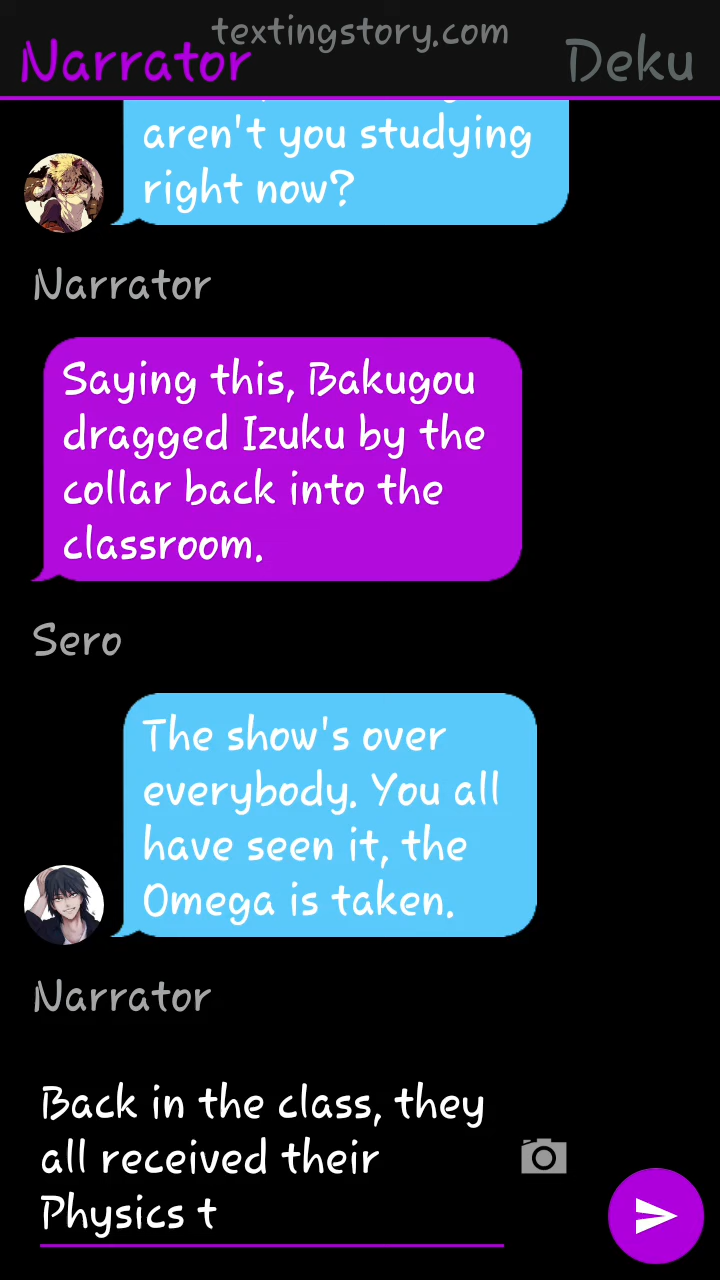 textingstory.com
Narrator
Deku
aren't you studying
right now?
Narrator
Saying this, Bakugou
dragged Izuku by the
collar back into the
classroom.
Sero
The show's over
everybody. You all
have seen it, the
Omega is taken.
Narrator
Back in the class, they
all received their
Physics t